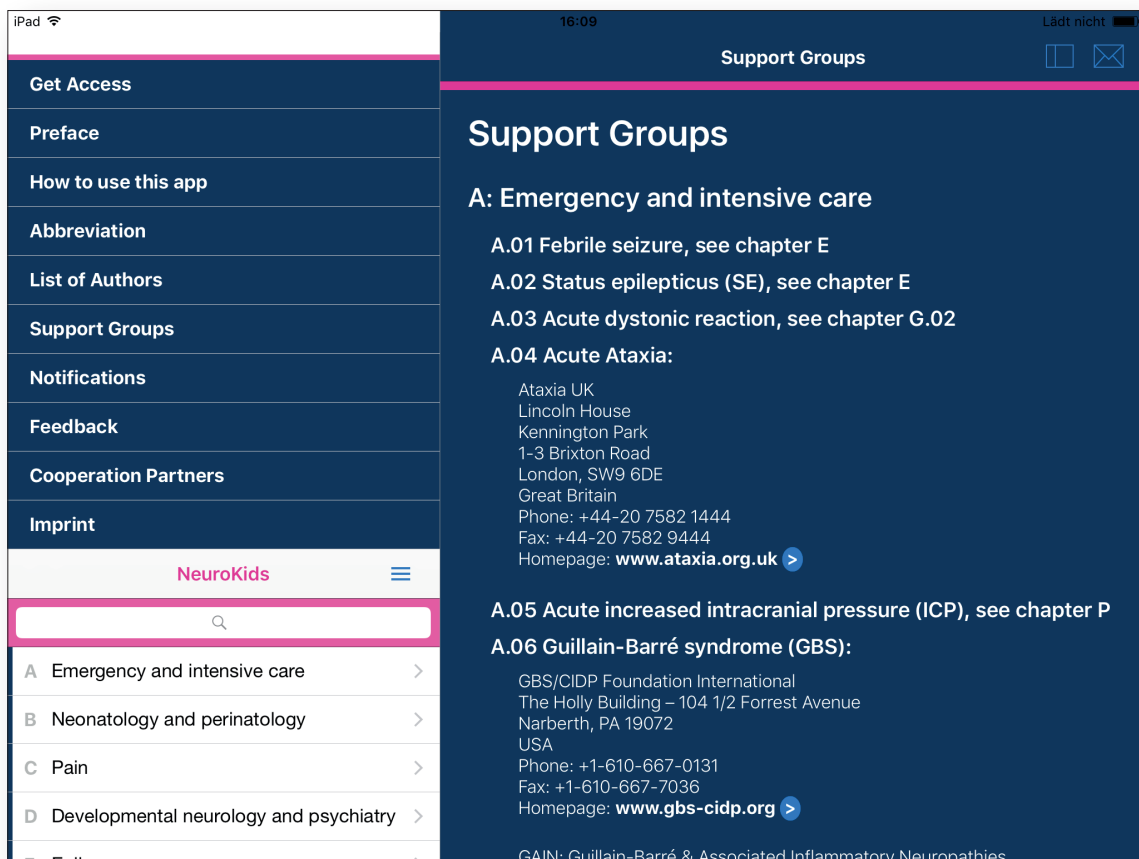 iPad
16:09
Lädt nicht
Get Access
Preface
How to use this app
Abbreviation
List of Authors
Support Groups
Notifications
Feedback
Cooperation Partners
Imprint
NeuroKids
A Emergency and intensive care
B Neonatology and perinatology
C Pain
D Developmental neurology and psychiatry
Support Groups
Support Groups
A: Emergency and intensive care
A.01 Febrile seizure, see chapter E
A.02 Status epilepticus (SE), see chapter E
A.03 Acute dystonic reaction, see chapter G.02
A.04 Acute Ataxia:
Ataxia UK
Lincoln House
Kennington Park
1-3 Brixton Road
London, SW9 6DE
Great Britain
Phone: +44-20 7582 1444
Fax: +44-20 7582 9444
Homepage: www.ataxia.org.uk >
A.05 Acute increased intracranial pressure (ICP), see chapter P
A.06 Guillain-Barré syndrome (GBS):
GBS/CIDP Foundation International
The Holly Building – 104 1/2 Forrest Avenue
Narberth, PA 19072
USA
Phone: +1-610-667-0131
Fax: +1-610-667-7036
Homepage: www.gbs-cidp.org >
GAIN: Guillain-Barré & Associated Inflammatory Neuropathies